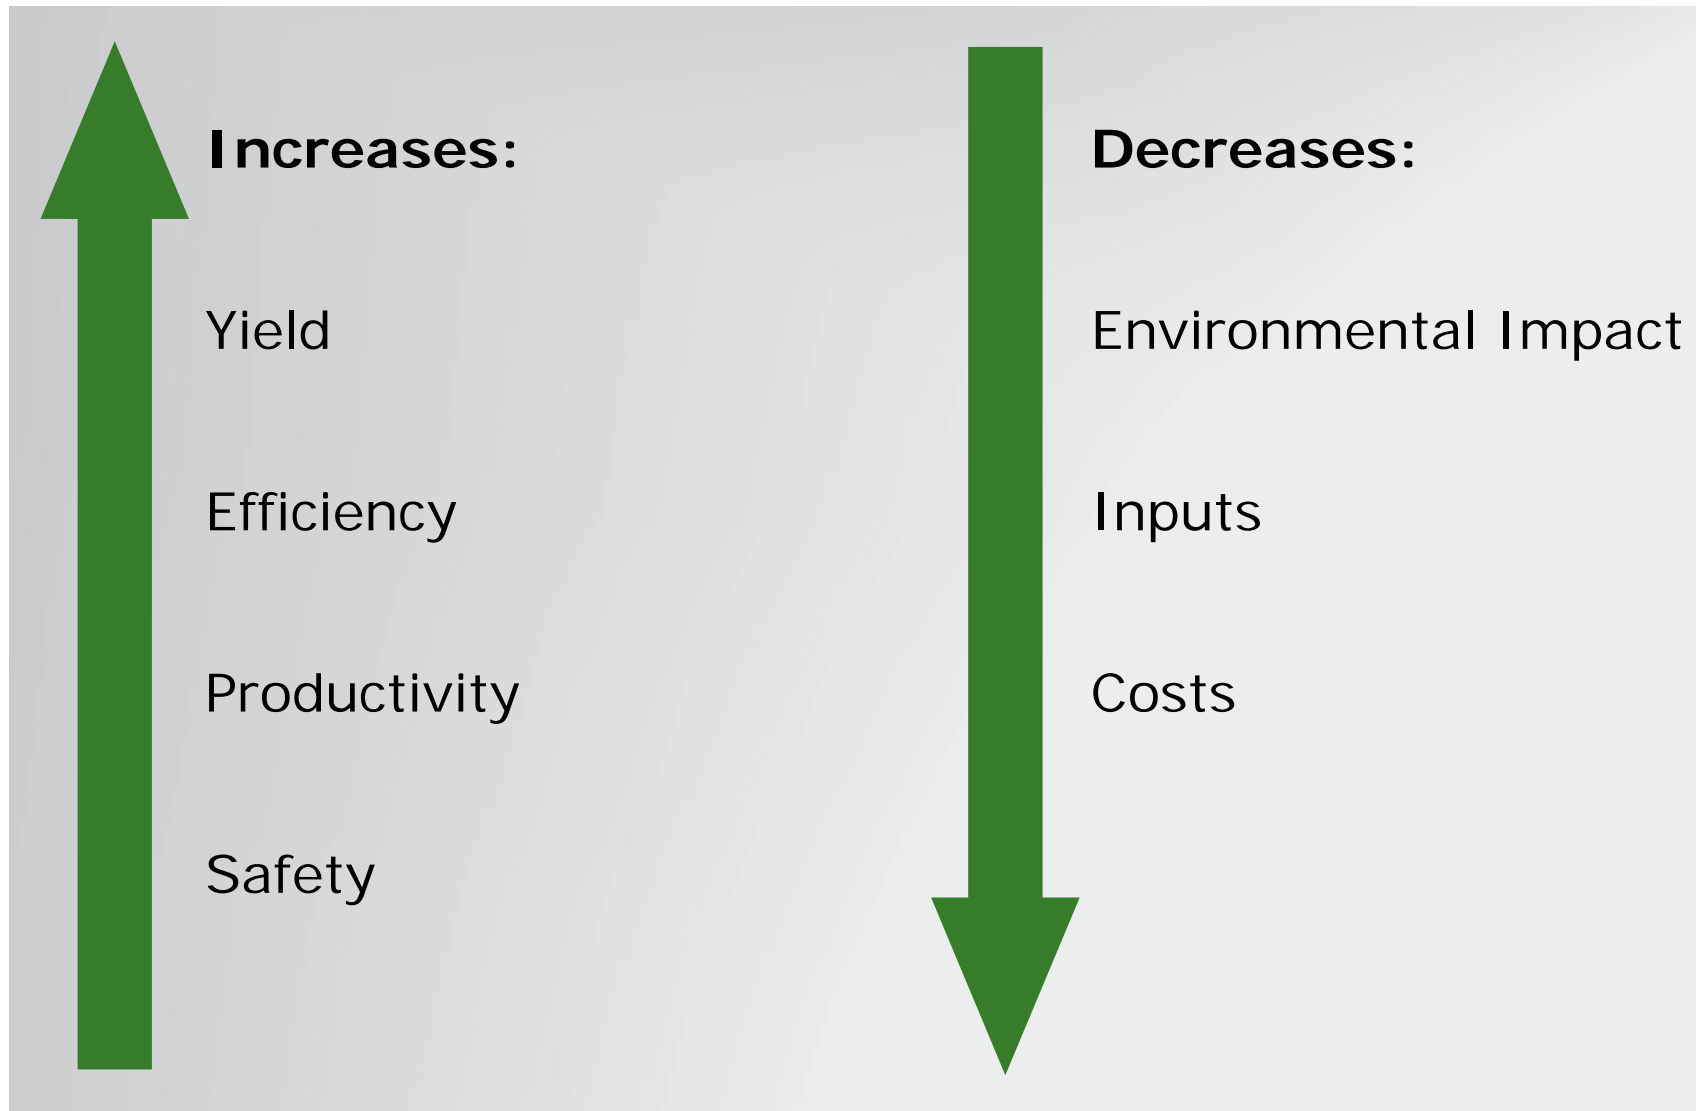 Increases:
Yield
Efficiency
Productivity
Safety
Decreases:
Environmental Impact
Inputs
Costs